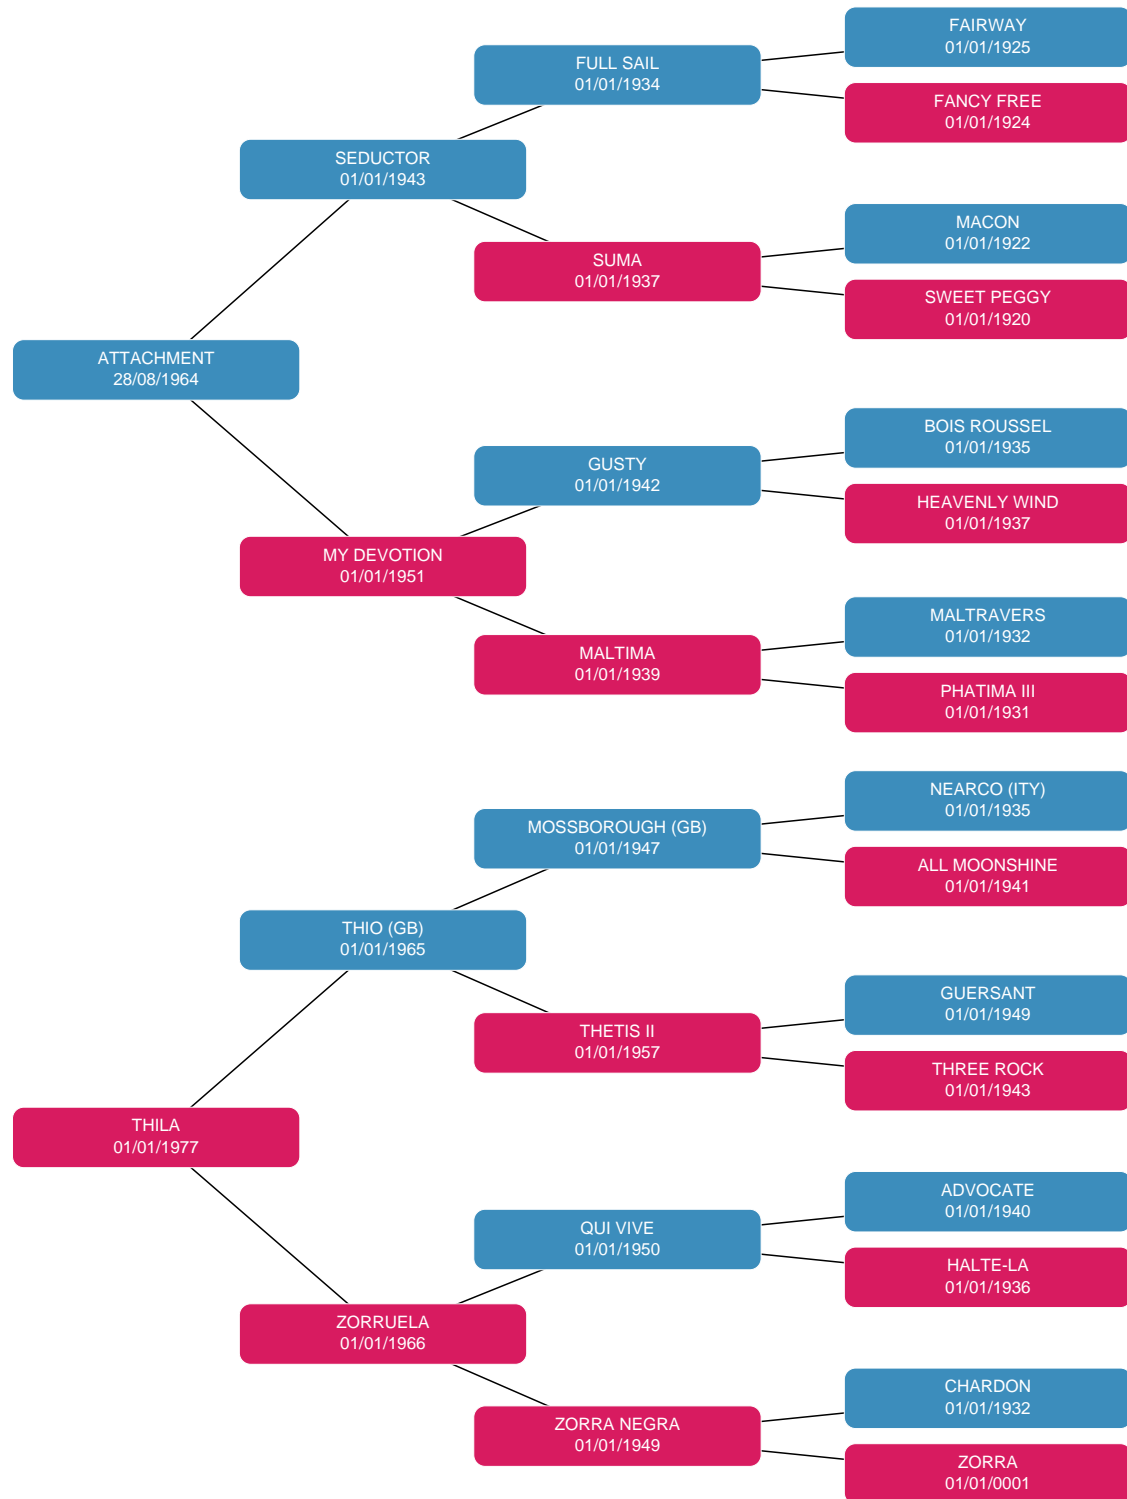 FAIRWAY
01/01/1925
FULL SAIL
01/01/1934
FANCY FREE
01/01/1924
SEDUCTOR
01/01/1943
MACON
01/01/1922
SUMA
01/01/1937
SWEET PEGGY
01/01/1920
ATTACHMENT
28/08/1964
BOIS ROUSSEL
01/01/1935
GUSTY
01/01/1942
HEAVENLY WIND
01/01/1937
MY DEVOTION
01/01/1951
MALTRAVERS
01/01/1932
MALTIMA
01/01/1939
PHATIMA III
01/01/1931
NEARCO (ITY)
01/01/1935
MOSSBOROUGH (GB)
01/01/1947
ALL MOONSHINE
01/01/1941
THIO (GB)
01/01/1965
GUERSANT
01/01/1949
THETIS II
01/01/1957
THREE ROCK
01/01/1943
THILA
01/01/1977
ADVOCATE
01/01/1940
QUI VIVE
01/01/1950
HALTE-LA
01/01/1936
ZORRUELA
01/01/1966
CHARDON
01/01/1932
ZORRA NEGRA
01/01/1949
ZORRA
01/01/0001